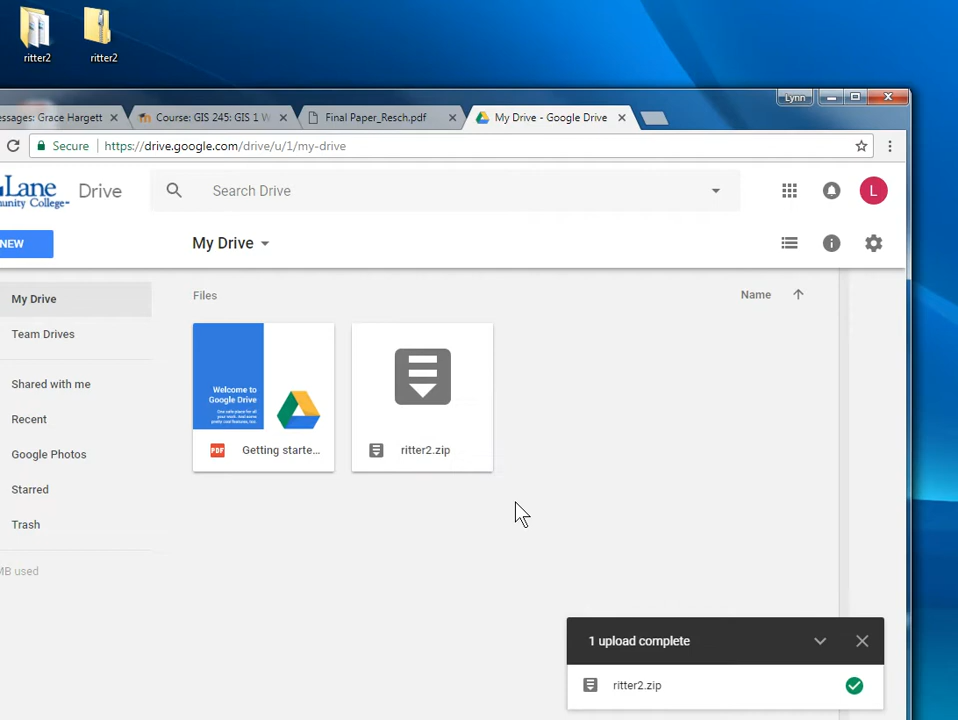 ritter2
ritter2
Lynn
essages: Grace Hargett
Course: GIS 245: GIS 1 W
Final Paper_Resch.pdf
My Drive - Google Drive
Secure
https://drive.google.com/drive/u/1/my-drive
Lane
unity College
Drive
Search Drive
L
NEW
My Drive
My Drive
Team Drives
Shared with me
Recent
Google Photos
Starred
Trash
MB used
Files
Name
Welcome to
Google Drive
PDF
Getting starte...
ritter2.zip
1 upload complete
ritter2.zip